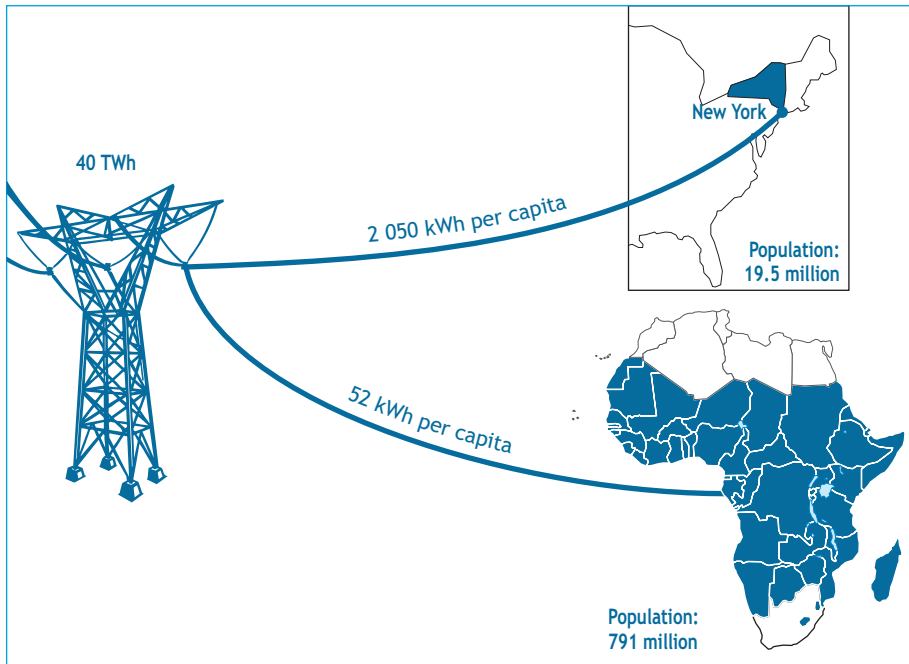 40 TWh
2 050 kWh per capita
New York
Population:
19.5 million
52 kWh per capita
Population:
791 million